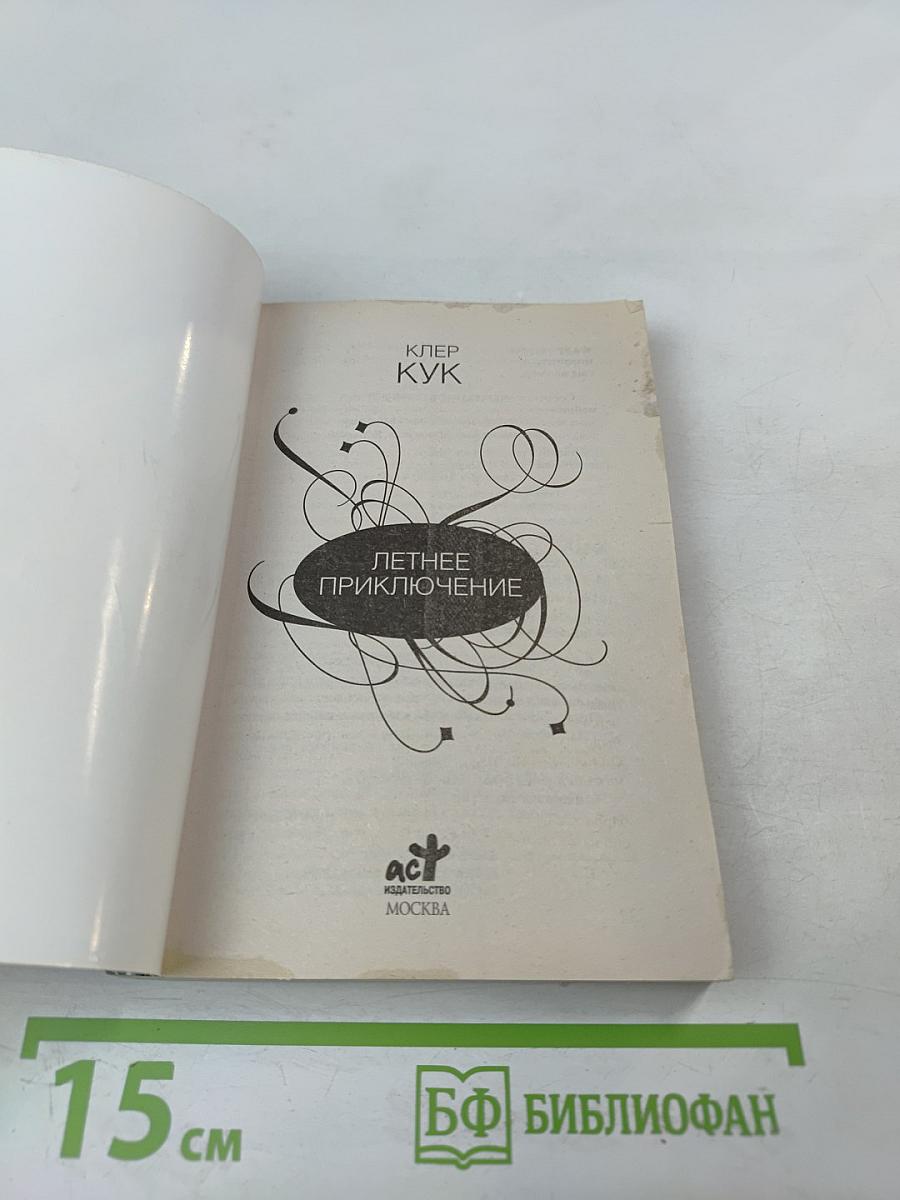 КЛЕР
КУК
ЛЕТНЕЕ
ПРИКЛЮЧЕНИЕ
аст
ИЗДАТЕЛЬСТВО
МОСКВА
15 см
БФ БИБЛИОФАН